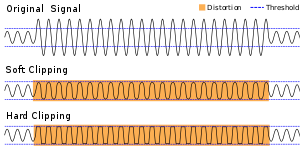 Original Signal
Distortion
Threshold
Soft Clipping
Hard Clipping